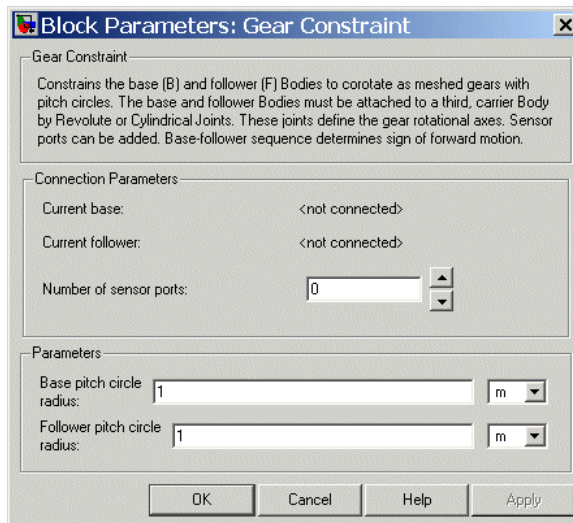 Block Parameters: Gear Constraint
Gear Constraint
Constrains the base (B) and follower (F) Bodies to corotate as meshed gears with
pitch circles. The base and follower Bodies must be attached to a third, carrier Body
by Revolute or Cylindrical Joints. These joints define the gear rotational axes. Sensor
ports can be added. Base-follower sequence determines sign of forward motion.
Connection Parameters
Current base: <not connected>
Current follower: <not connected>
Number of sensor ports: 0
Parameters
Base pitch circle
radius: 1 m
Follower pitch circle
radius: 1 m
OK Cancel Help Apply